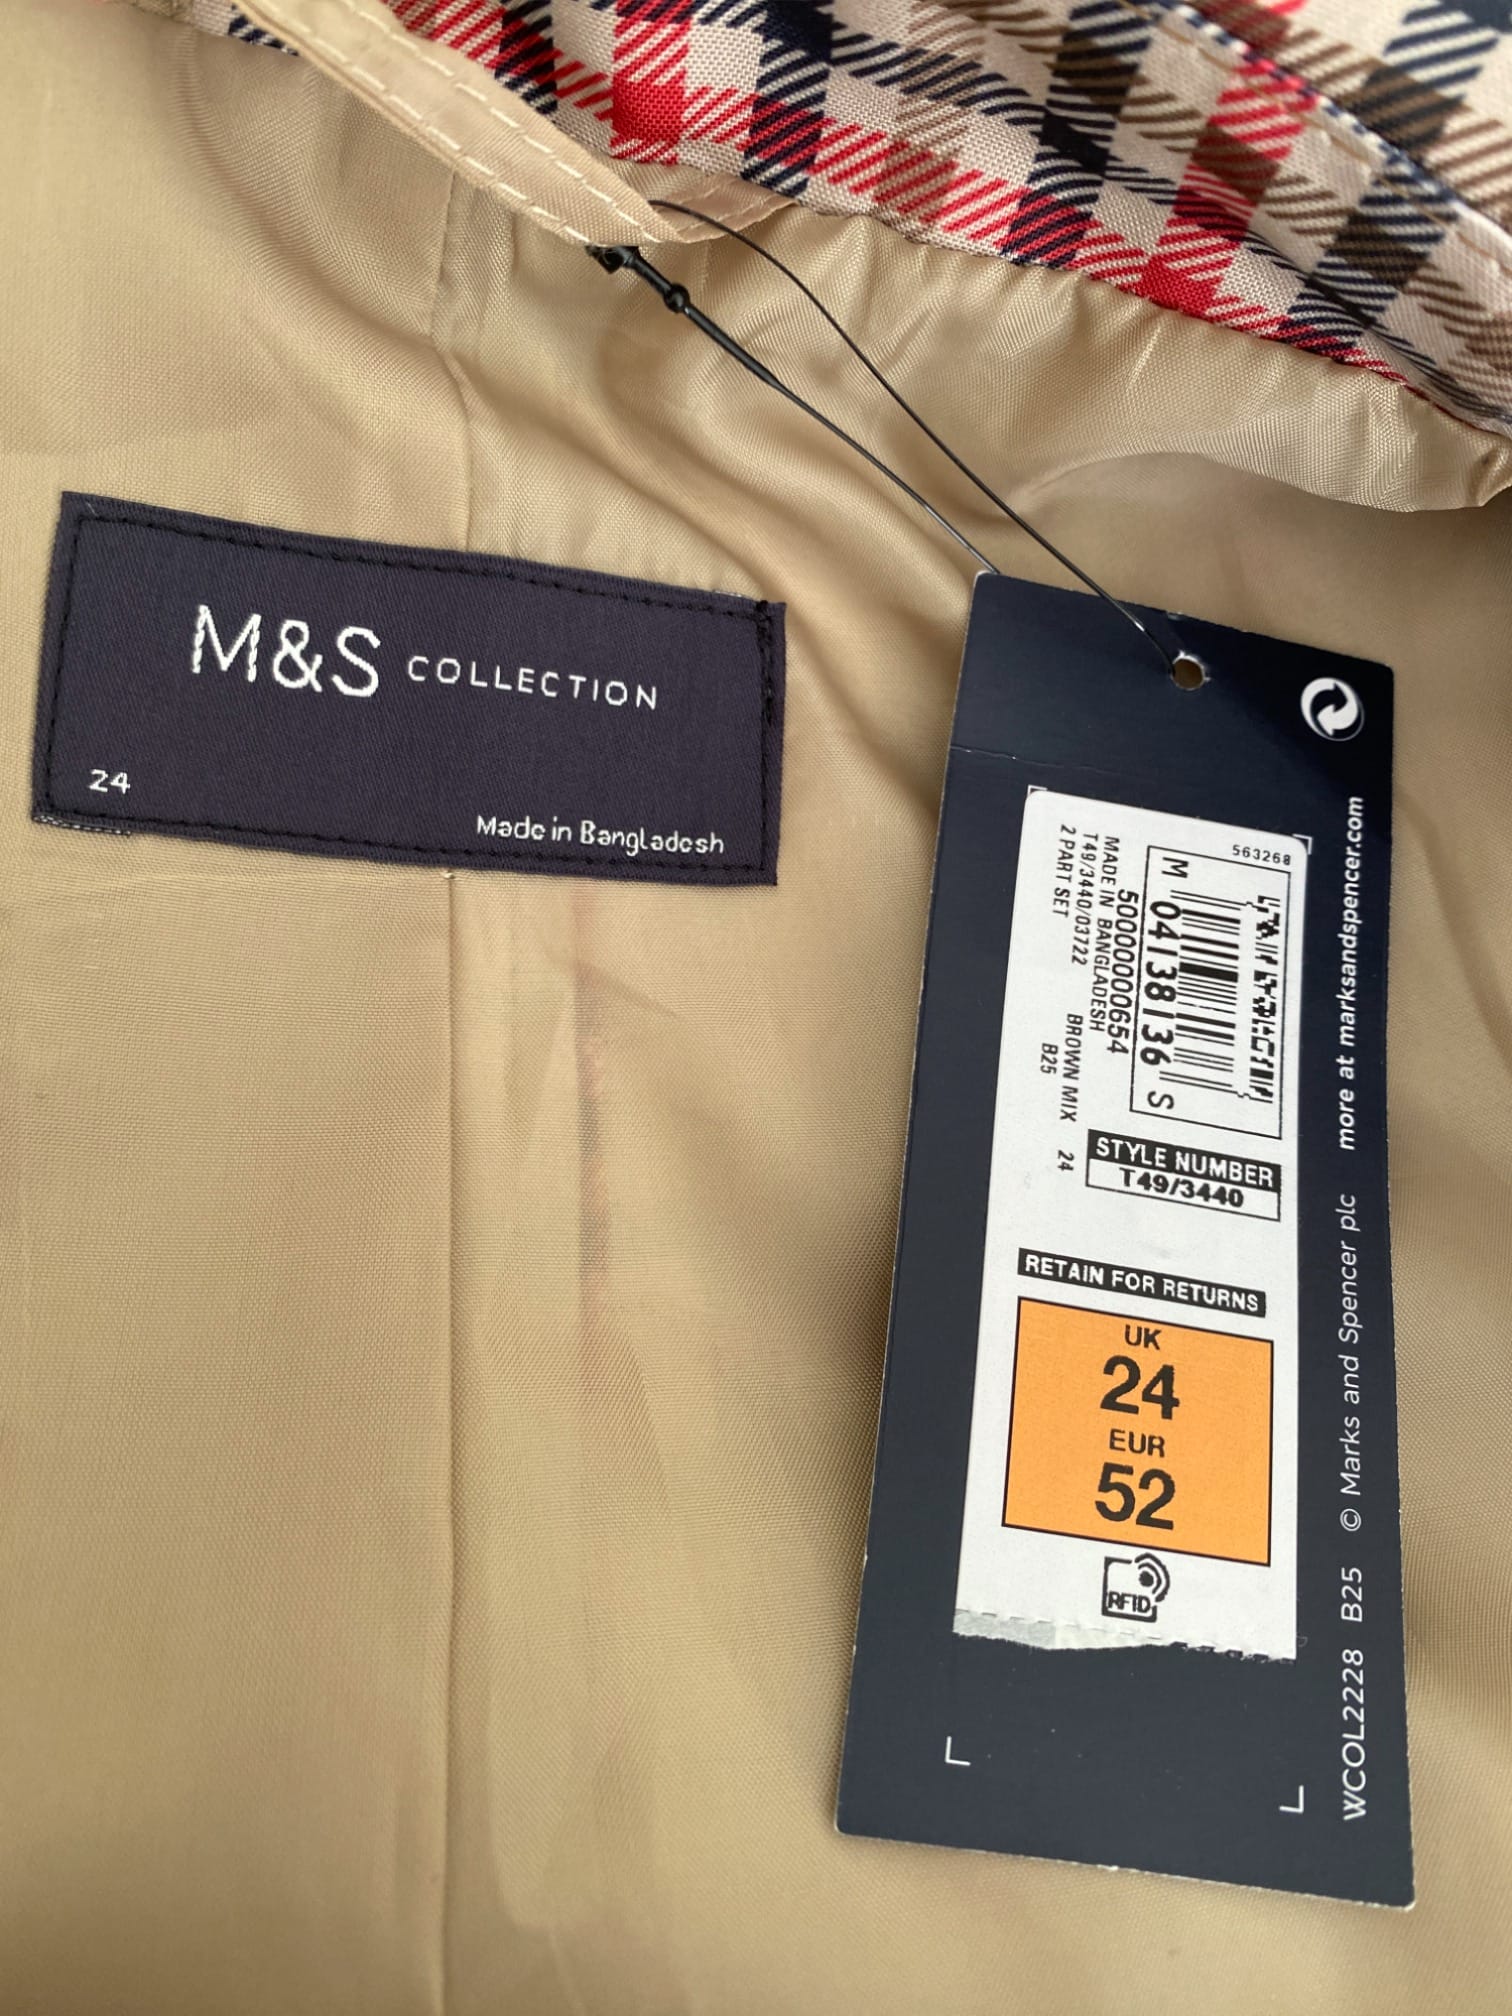 M&S COLLECTION
24
Made in Bangladesh
563268
M 04138136 S
5000000654
MADE IN BANGLADESH
T49/3440/03722 BROWN MIX 24
2 PART SET B25
STYLE NUMBER
T49/3440
RETAIN FOR RETURNS
UK
24
EUR
52
RFID
WCOL2228 B25 © Marks and Spencer plc more at marksandspencer.com